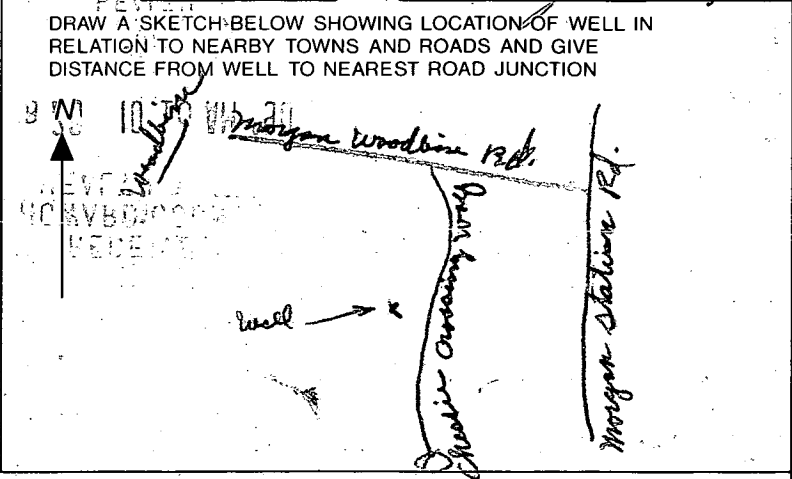 DRAW A SKETCH BELOW SHOWING LOCATION OF WELL IN
RELATION TO NEARBY TOWNS AND ROADS AND GIVE
DISTANCE FROM WELL TO NEAREST ROAD JUNCTION
N
Woodbine
Morgan Woodbine Rd.
Chessie Crossing Way
Morgan Station Rd.
Well